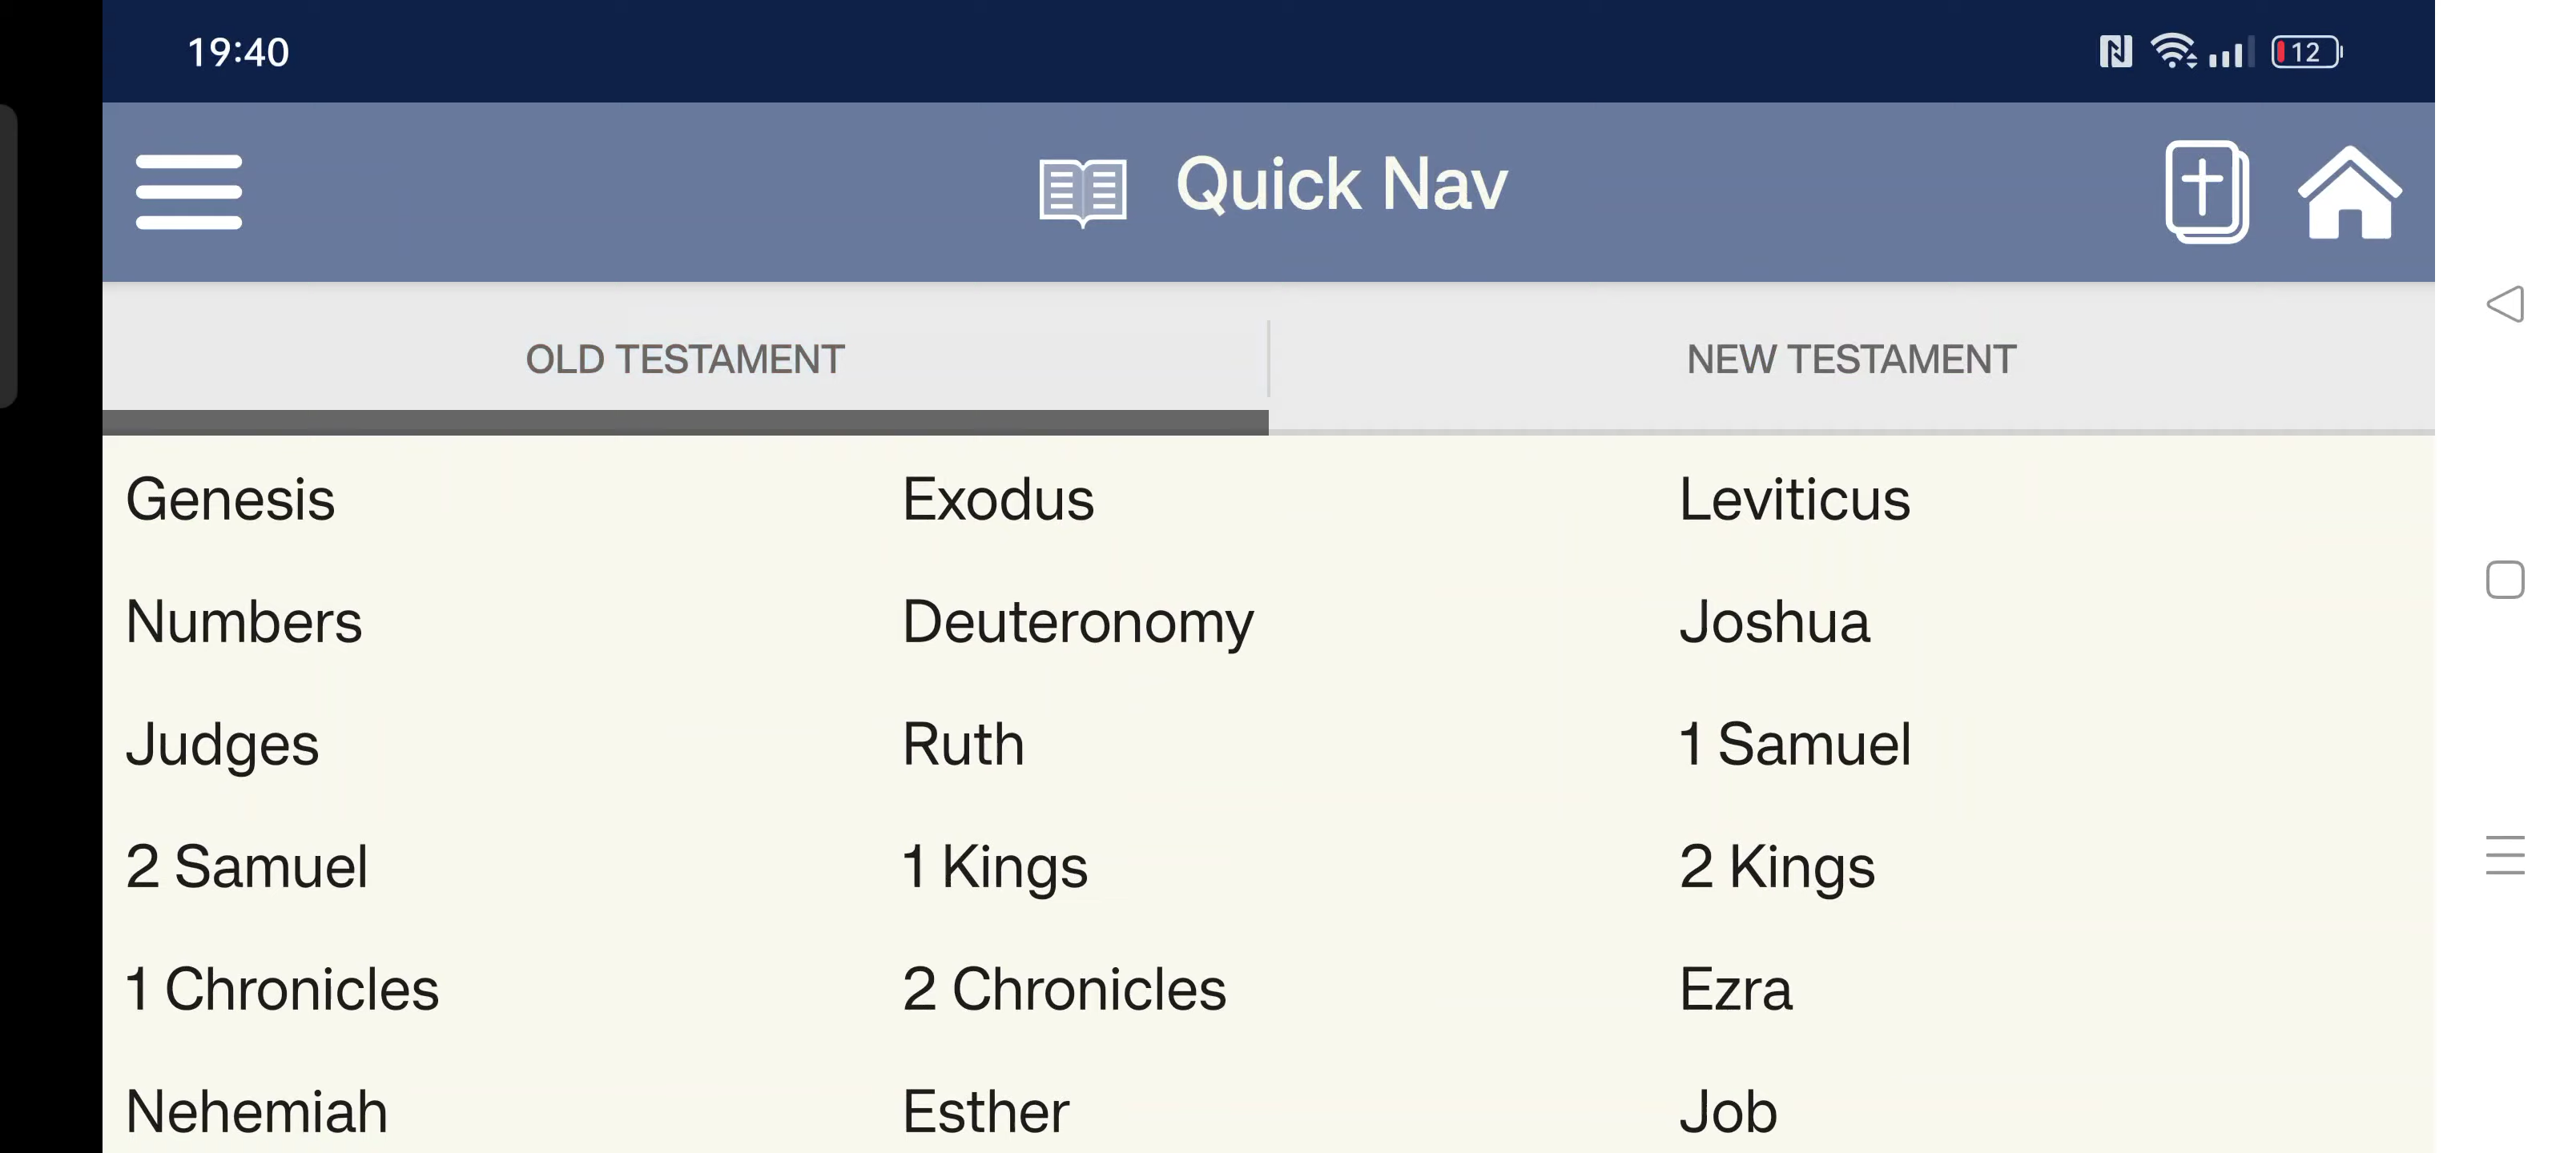 19:40 12
Quick Nav
OLD TESTAMENT NEW TESTAMENT
Genesis Exodus Leviticus
Numbers Deuteronomy Joshua
Judges Ruth 1 Samuel
2 Samuel 1 Kings 2 Kings
1 Chronicles 2 Chronicles Ezra
Nehemiah Esther Job